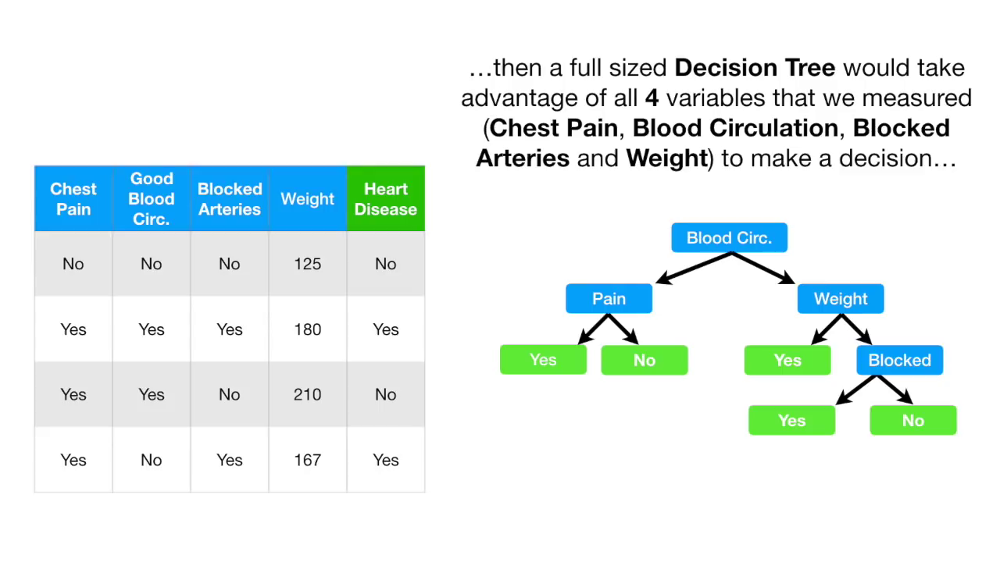 …then a full sized Decision Tree would take
advantage of all 4 variables that we measured
(Chest Pain, Blood Circulation, Blocked
Arteries and Weight) to make a decision…
Chest Pain Good Blood Circ. Blocked Arteries Weight Heart Disease
No No No 125 No
Yes Yes Yes 180 Yes
Yes Yes No 210 No
Yes No Yes 167 Yes
Blood Circ.
Pain Weight
Yes No Yes Blocked
Yes No